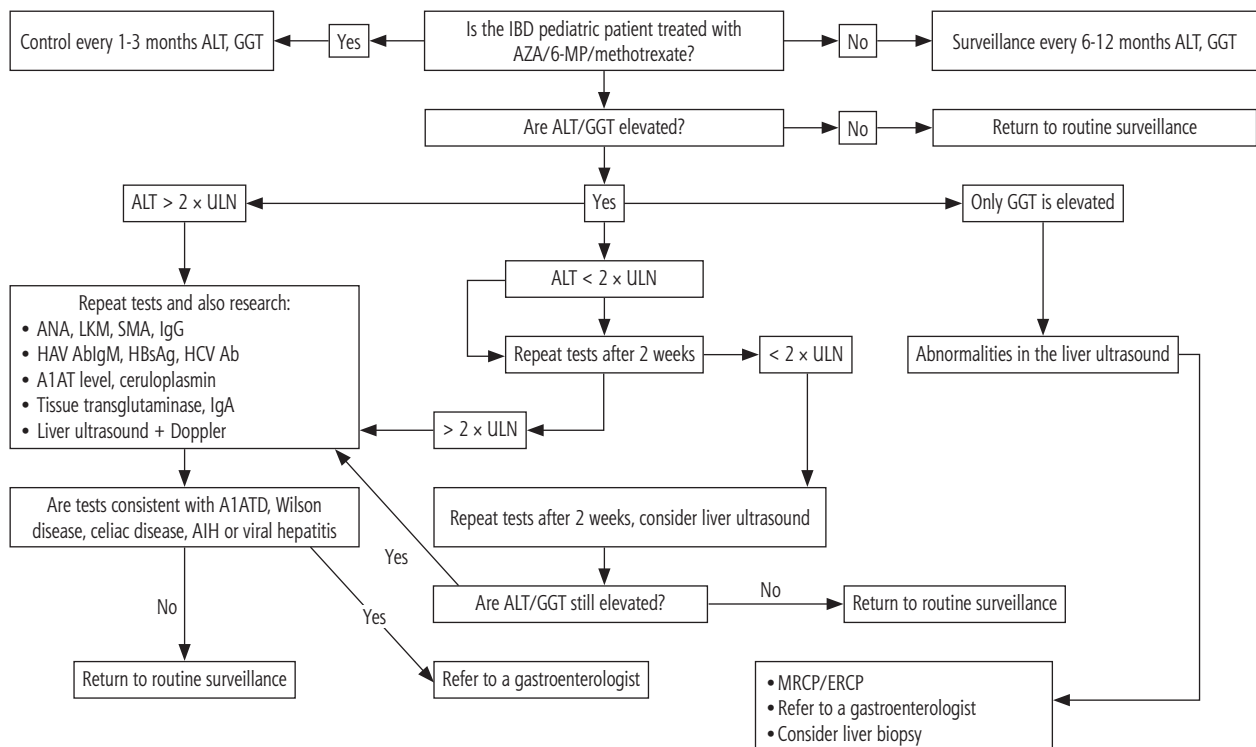 Control every 1-3 months ALT, GGT
Yes
Is the IBD pediatric patient treated with
AZA/6-MP/methotrexate?
No
Surveillance every 6-12 months ALT, GGT
Are ALT/GGT elevated?
No
Return to routine surveillance
ALT > 2 × ULN
Yes
Only GGT is elevated
ALT < 2 × ULN
Repeat tests and also research:
• ANA, LKM, SMA, IgG
• HAV AbIgM, HBsAg, HCV Ab
• A1AT level, ceruloplasmin
• Tissue transglutaminase, IgA
• Liver ultrasound + Doppler
Repeat tests after 2 weeks
< 2 × ULN
Abnormalities in the liver ultrasound
> 2 × ULN
Are tests consistent with A1ATD, Wilson
disease, celiac disease, AIH or viral hepatitis
Repeat tests after 2 weeks, consider liver ultrasound
Yes
No
Yes
Are ALT/GGT still elevated?
No
Return to routine surveillance
Return to routine surveillance
Refer to a gastroenterologist
• MRCP/ERCP
• Refer to a gastroenterologist
• Consider liver biopsy